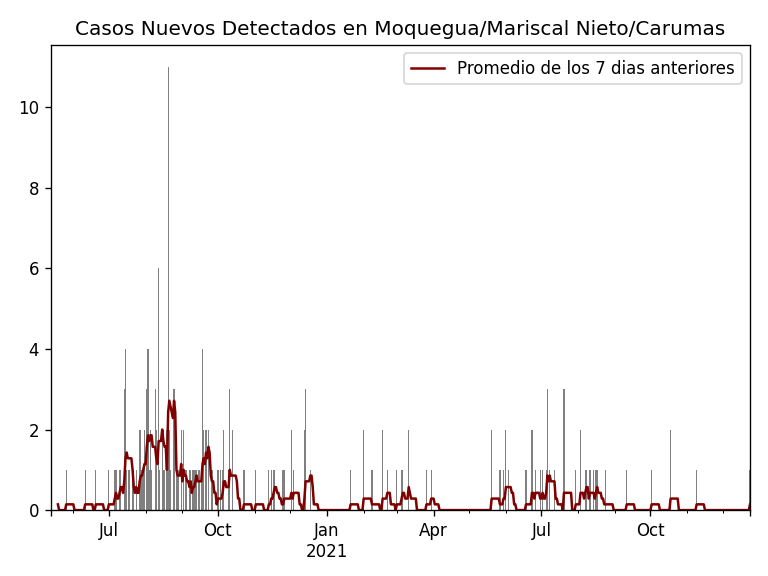 Casos Nuevos Detectados en Moquegua/Mariscal Nieto/Carumas
Promedio de los 7 dias anteriores
10
8
6
4
2
0
Jul
Oct
Jan
2021
Apr
Jul
Oct